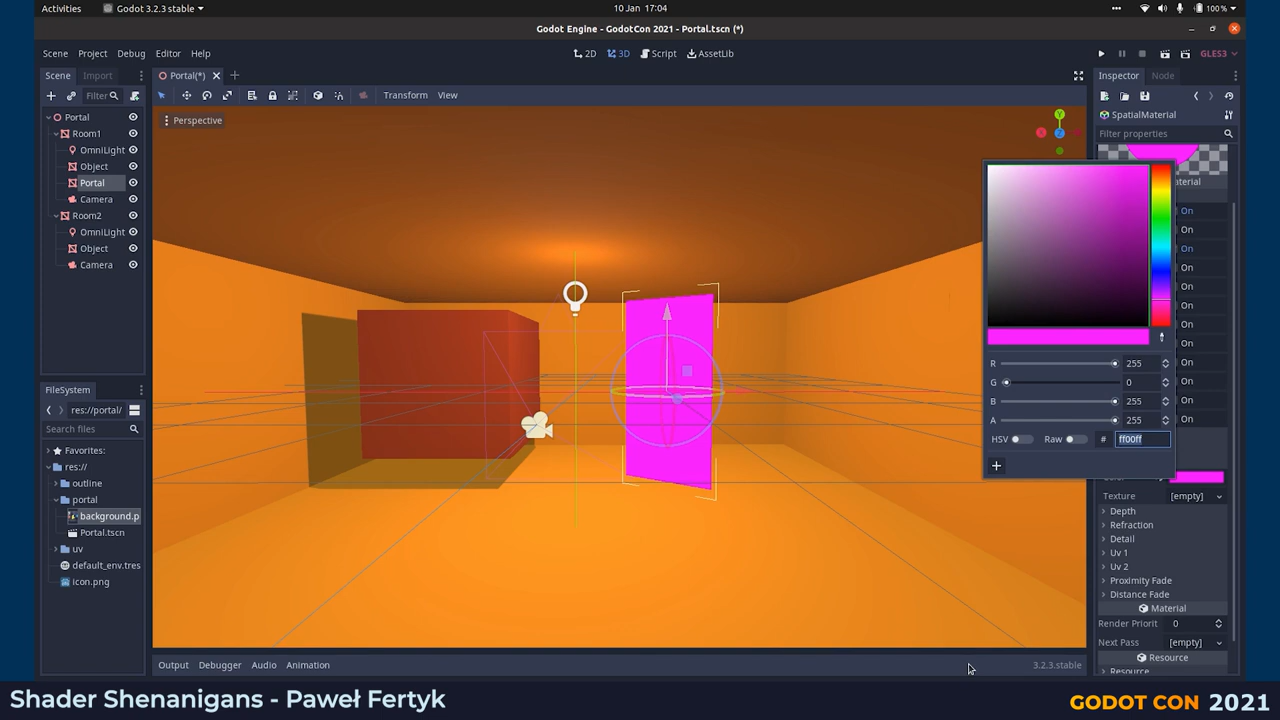 Activities Godot 3.2.3 stable 10 Jan 17:04 100%
Godot Engine - GodotCon 2021 - Portal.tscn (*)
Scene Project Debug Editor Help 2D 3D Script AssetLib GLES3
Scene Import Portal(*) Inspector Node
Filter Transform View
Portal Perspective Y SpatialMaterial
Room1 X Z Filter properties
OmniLight
Object
Portal aterial
Camera
Room2 On
OmniLight On
Object On
Camera On
On
On
On
On
On
R 255 On
G 0 On
FileSystem
res://portal/ B 255 On
Search files A 255 On
Favorites: HSV Raw # ff00ff
res://
outline
portal Texture [empty]
background.p Depth
Portal.tscn Refraction
uv Detail
default_env.tres Uv 1
icon.png Uv 2
Proximity Fade
Distance Fade
Material
Render Priorit 0
Next Pass [empty]
Resource
Output Debugger Audio Animation 3.2.3.stable
Shader Shenanigans - Paweł Fertyk GODOT CON 2021